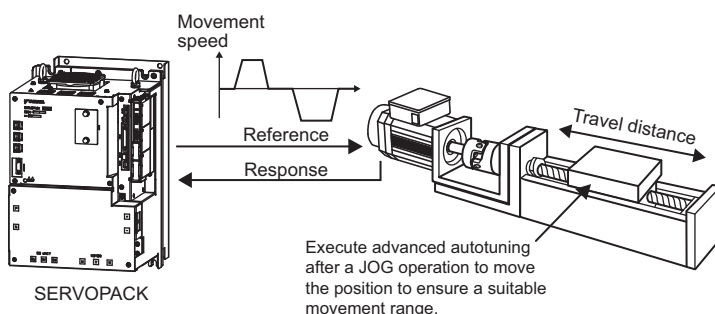 Movement
speed
Reference
Response
Travel distance
Execute advanced autotuning
after a JOG operation to move
the position to ensure a suitable
movement range.
SERVOPACK